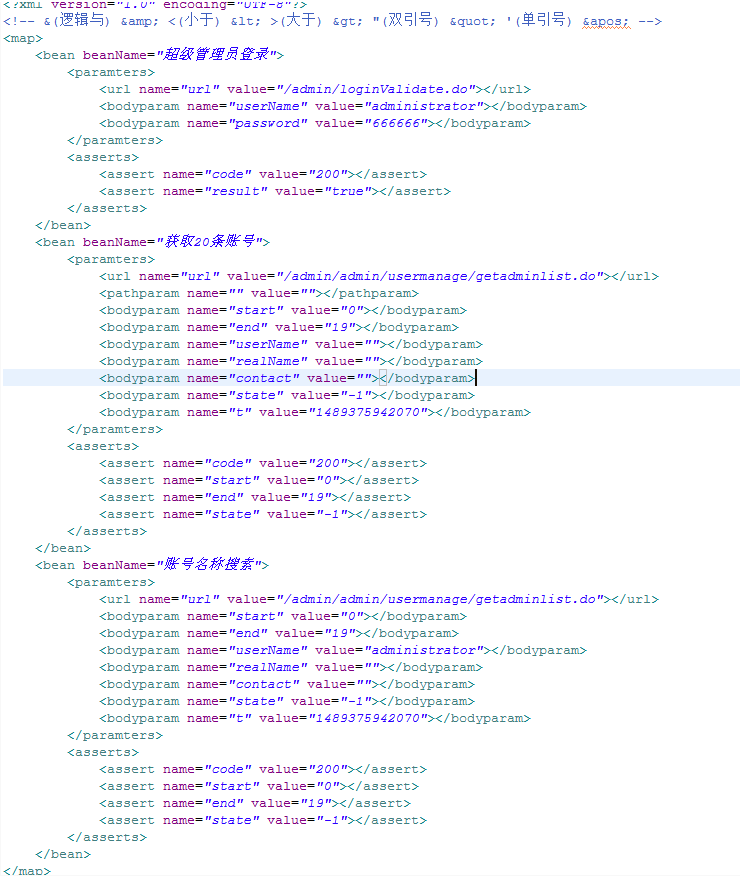 <?xml version="1.0" encoding="UTF-8"?>
<!-- &(逻辑与) &amp; <(小于) &lt; >(大于) &gt; "(双引号) &quot; '(单引号) &apos; -->
<map>
<bean beanName="超级管理员登录">
<paramters>
<url name="url" value="/admin/loginValidate.do"></url>
<bodyparam name="userName" value="administrator"></bodyparam>
<bodyparam name="password" value="666666"></bodyparam>
</paramters>
<asserts>
<assert name="code" value="200"></assert>
<assert name="result" value="true"></assert>
</asserts>
</bean>
<bean beanName="获取20条账号">
<paramters>
<url name="url" value="/admin/admin/usermanage/getadminlist.do"></url>
<pathparam name="" value=""></pathparam>
<bodyparam name="start" value="0"></bodyparam>
<bodyparam name="end" value="19"></bodyparam>
<bodyparam name="userName" value=""></bodyparam>
<bodyparam name="realName" value=""></bodyparam>
<bodyparam name="contact" value=""></bodyparam>
<bodyparam name="state" value="-1"></bodyparam>
<bodyparam name="t" value="1489375942070"></bodyparam>
</paramters>
<asserts>
<assert name="code" value="200"></assert>
<assert name="start" value="0"></assert>
<assert name="end" value="19"></assert>
<assert name="state" value="-1"></assert>
</asserts>
</bean>
<bean beanName="账号名称搜索">
<paramters>
<url name="url" value="/admin/admin/usermanage/getadminlist.do"></url>
<bodyparam name="start" value="0"></bodyparam>
<bodyparam name="end" value="19"></bodyparam>
<bodyparam name="userName" value="administrator"></bodyparam>
<bodyparam name="realName" value=""></bodyparam>
<bodyparam name="contact" value=""></bodyparam>
<bodyparam name="state" value="-1"></bodyparam>
<bodyparam name="t" value="1489375942070"></bodyparam>
</paramters>
<asserts>
<assert name="code" value="200"></assert>
<assert name="start" value="0"></assert>
<assert name="end" value="19"></assert>
<assert name="state" value="-1"></assert>
</asserts>
</bean>
</map>